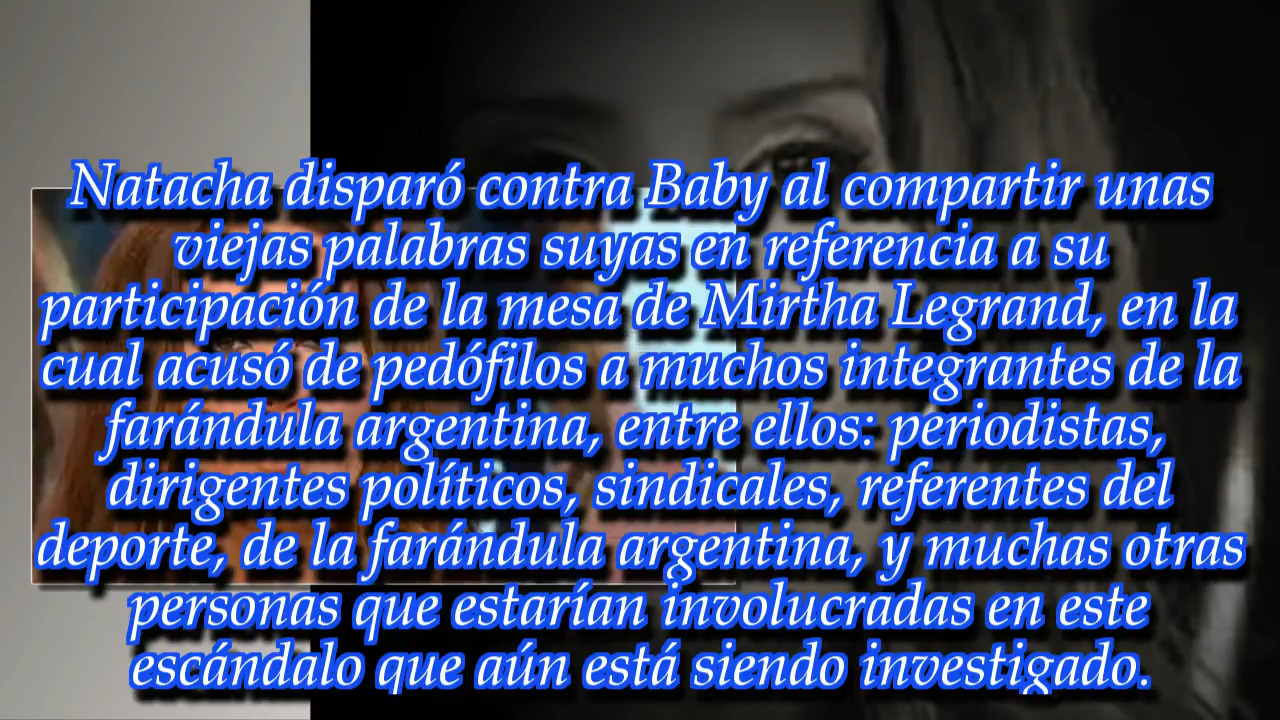 Natacha disparó contra Baby al compartir unas
viejas palabras suyas en referencia a su
participación de la mesa de Mirtha Legrand, en la
cual acusó de pedófilos a muchos integrantes de la
farándula argentina, entre ellos: periodistas,
dirigentes políticos, sindicales, referentes del
deporte, de la farándula argentina, y muchas otras
personas que estarían involucradas en este
escándalo que aún está siendo investigado.